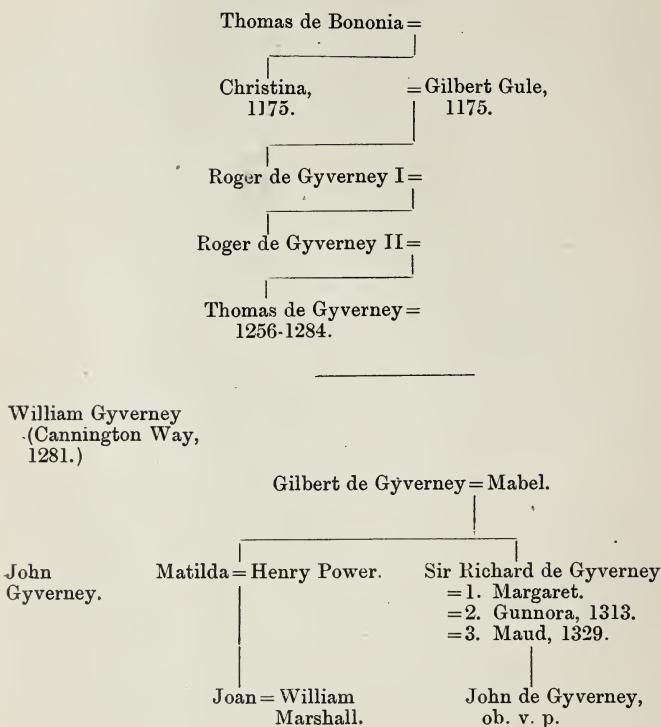 Thomas de Bononia=
Christina, =Gilbert Gule,
1175. 1175.
Roger de Gyverney I=
Roger de Gyverney II=
Thomas de Gyverney=
1256-1284.
William Gyverney
(Cannington Way,
1281.)
Gilbert de Gyverney=Mabel.
John Matilda=Henry Power. Sir Richard de Gyverney
Gyverney. =1. Margaret.
=2. Gunnora, 1313.
=3. Maud, 1329.
Joan=William John de Gyverney,
Marshall. ob. v. p.